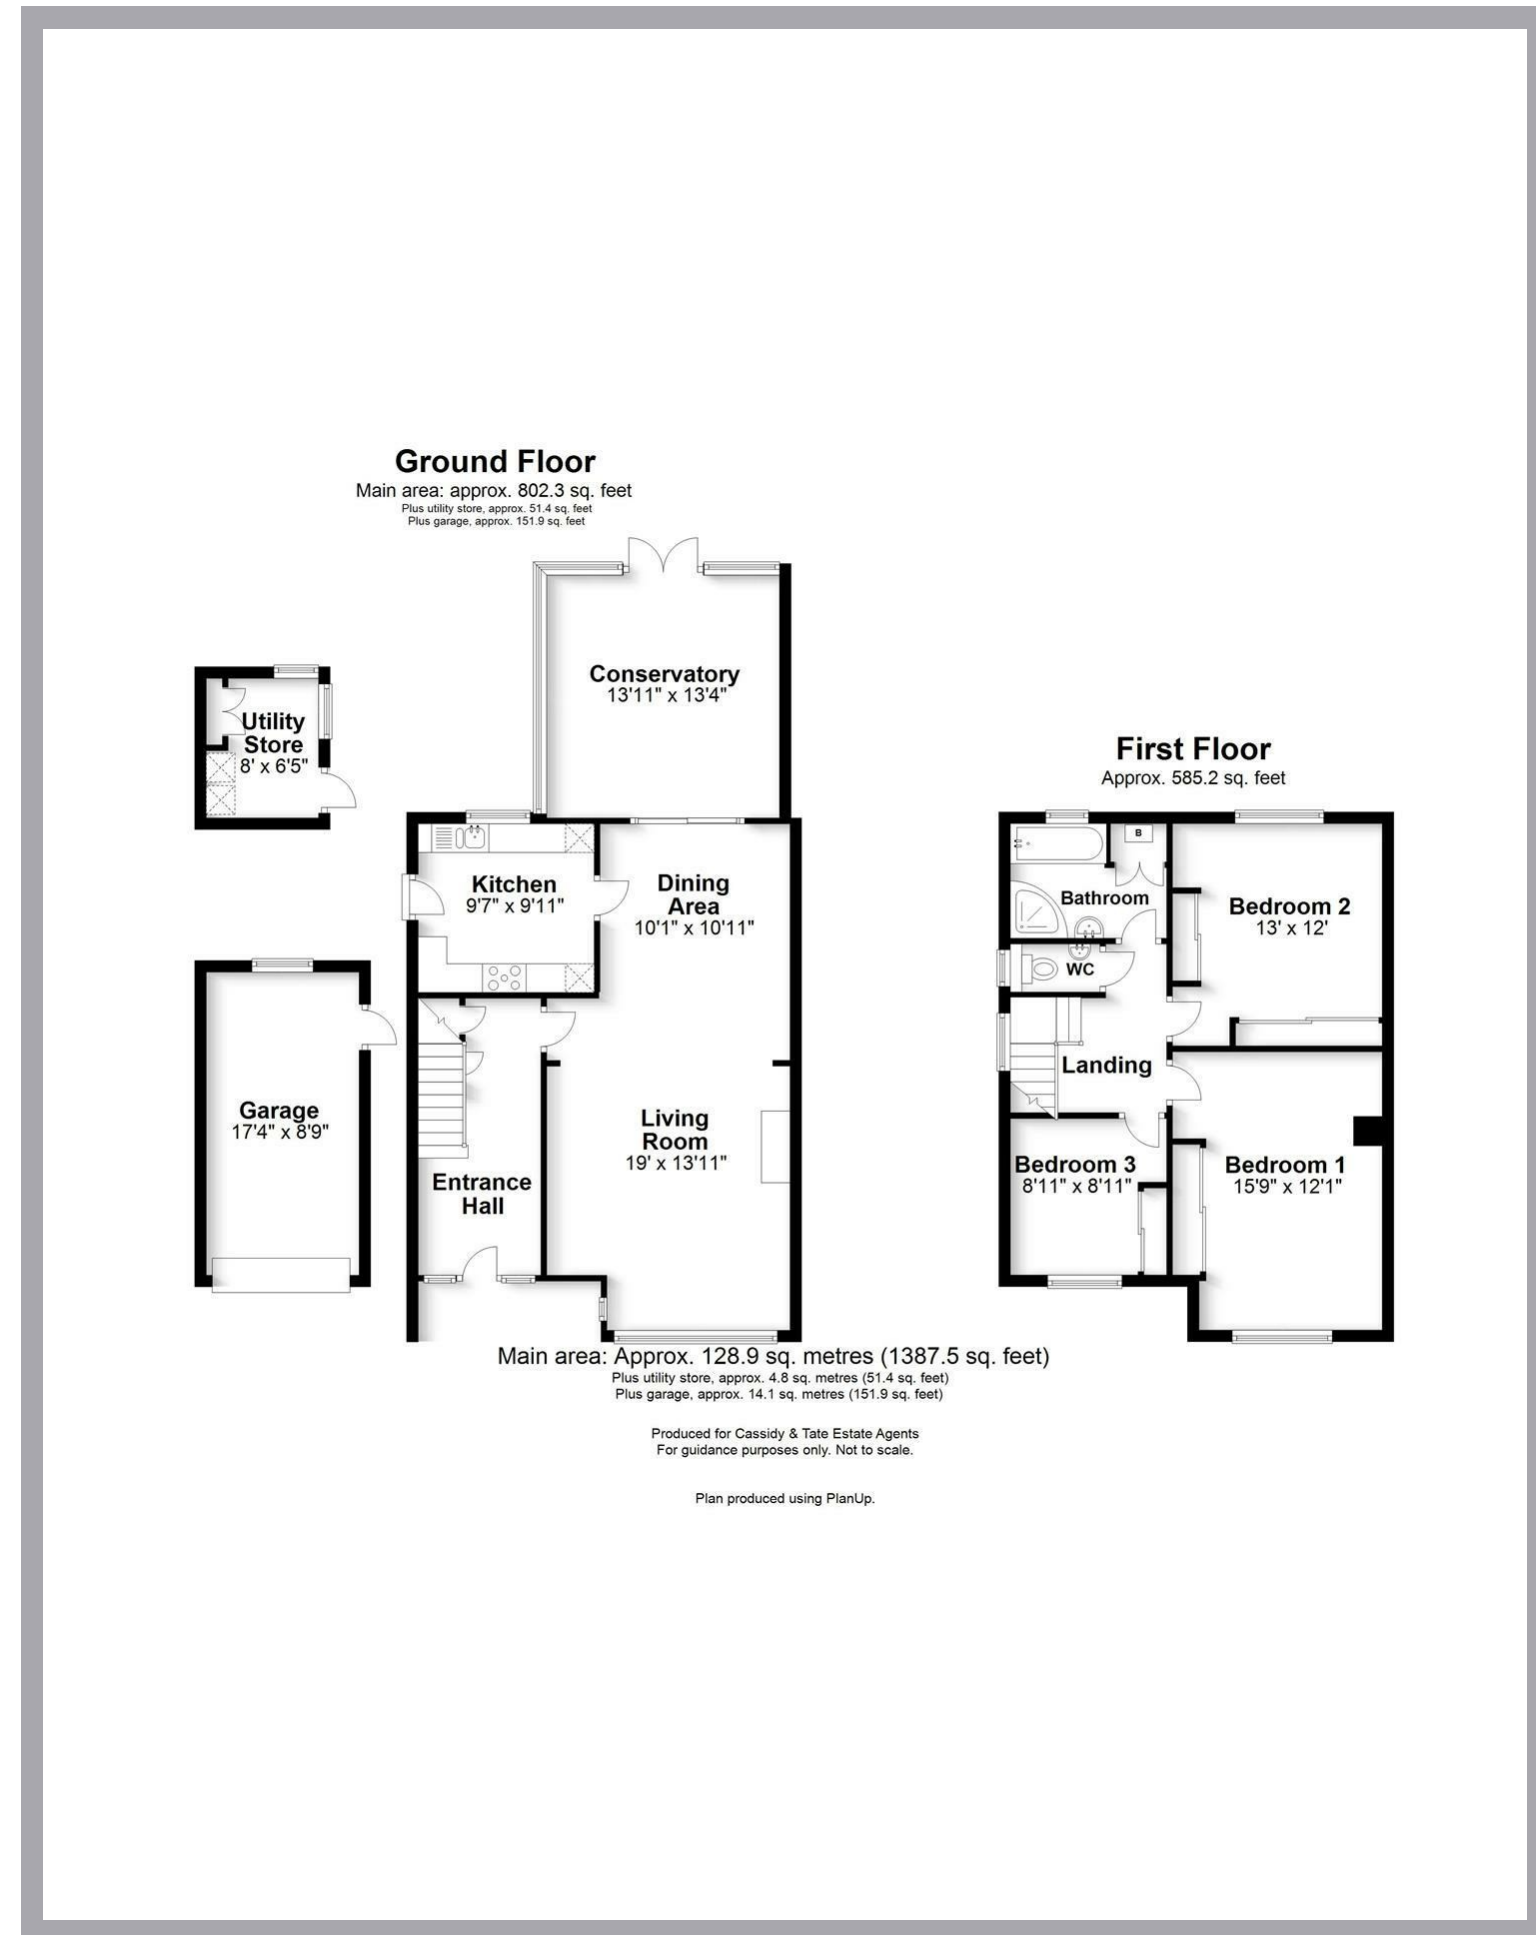 Ground Floor
Main area: approx. 802.3 sq. feet
Plus utility store, approx. 51.4 sq. feet
Plus garage, approx. 151.9 sq. feet
Conservatory
13'11" x 13'4"
Utility
Store
8' x 6'5"
Kitchen
9'7" x 9'11"
Dining
Area
10'1" x 10'11"
Garage
17'4" x 8'9"
Living
Room
19' x 13'11"
Entrance
Hall
First Floor
Approx. 585.2 sq. feet
B
Bathroom
Bedroom 2
13' x 12'
WC
Landing
Bedroom 3
8'11" x 8'11"
Bedroom 1
15'9" x 12'1"
Main area: Approx. 128.9 sq. metres (1387.5 sq. feet)
Plus utility store, approx. 4.8 sq. metres (51.4 sq. feet)
Plus garage, approx. 14.1 sq. metres (151.9 sq. feet)
Produced for Cassidy & Tate Estate Agents
For guidance purposes only. Not to scale.
Plan produced using PlanUp.